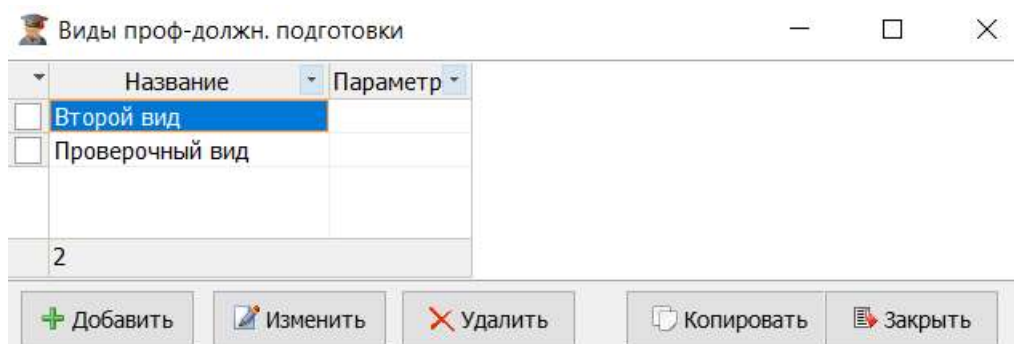 Виды проф-должн. подготовки
Название Параметр
Второй вид
Проверочный вид
2
Добавить Изменить Удалить Копировать Закрыть